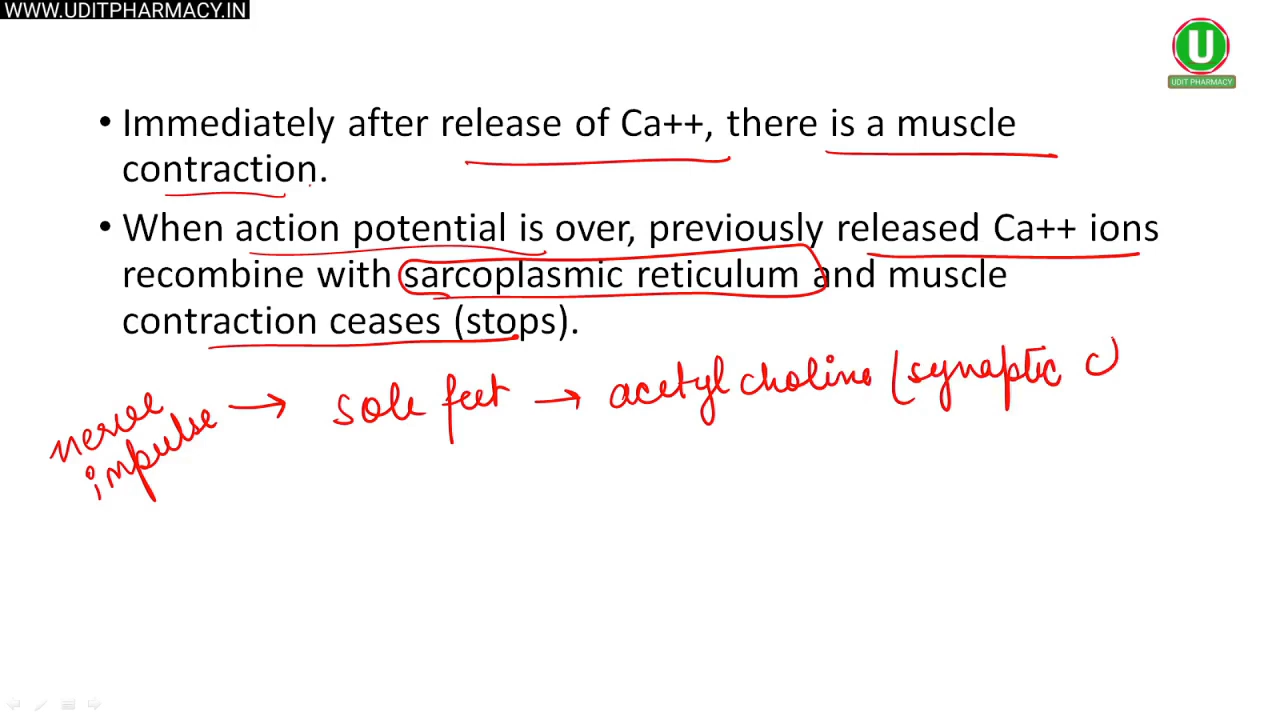 WWW.UDITPHARMACY.IN
U
UDIT PHARMACY
• Immediately after release of Ca++, there is a muscle
contraction.
• When action potential is over, previously released Ca++ ions
recombine with sarcoplasmic reticulum and muscle
contraction ceases (stops).
nerve impulse → sole feet → acetylcholine (synaptic c)